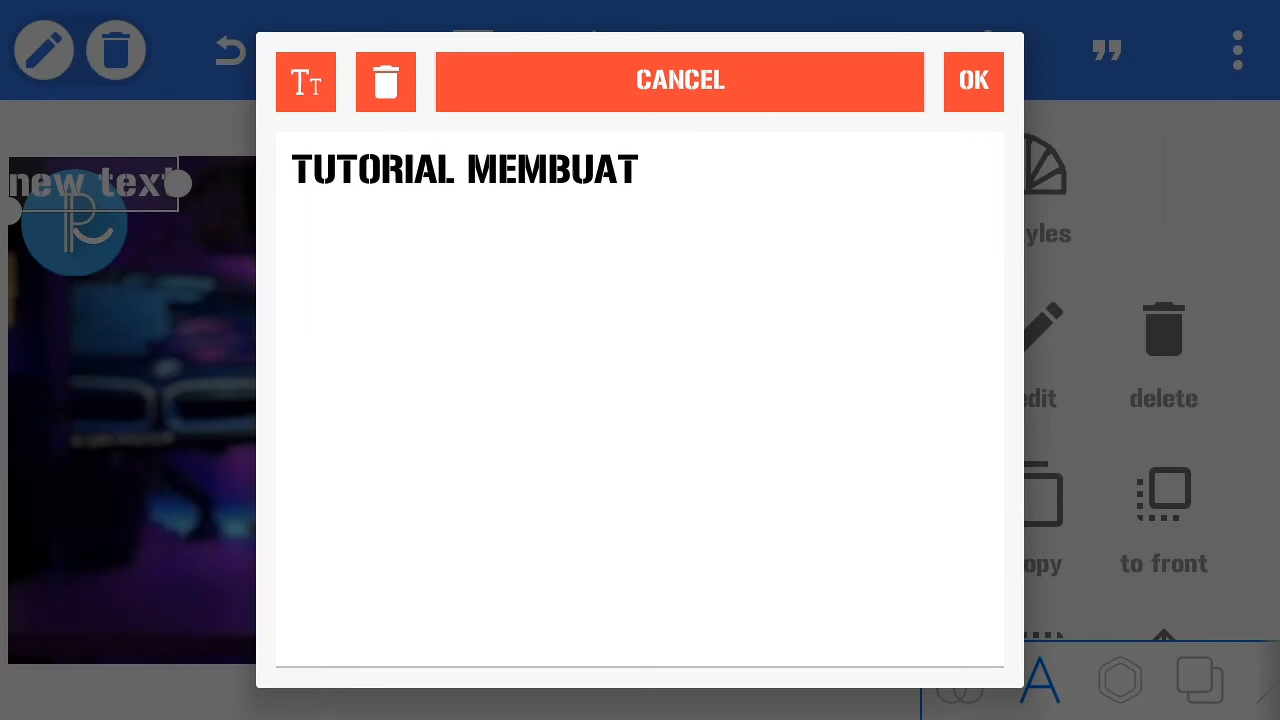 CANCEL
OK
TUTORIAL MEMBUAT
new text
yles
edit
delete
opy
to front